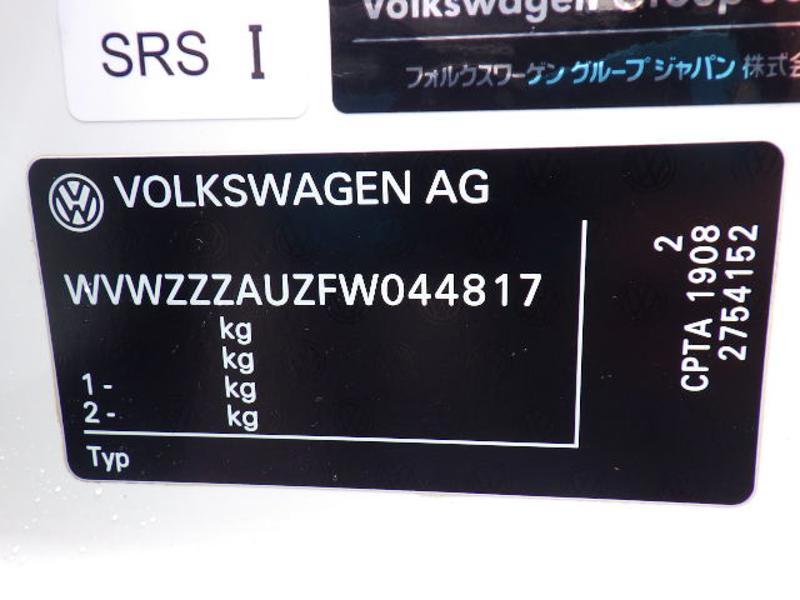 SRS I
Volkswagen Group
フォルクスワーゲン グループ ジャパン 株式会
VOLKSWAGEN AG
WVWZZZAUZFW044817
kg
kg
1 - kg
2 - kg
Typ
2
CPTA 1908
2754152